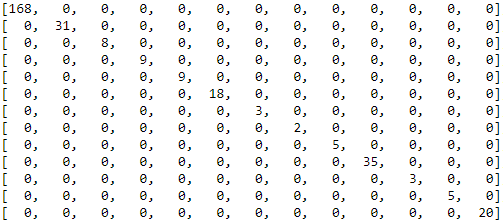 [168, 0, 0, 0, 0, 0, 0, 0, 0, 0, 0, 0, 0]
[ 0, 31, 0, 0, 0, 0, 0, 0, 0, 0, 0, 0, 0]
[ 0, 0, 8, 0, 0, 0, 0, 0, 0, 0, 0, 0, 0]
[ 0, 0, 0, 9, 0, 0, 0, 0, 0, 0, 0, 0, 0]
[ 0, 0, 0, 0, 9, 0, 0, 0, 0, 0, 0, 0, 0]
[ 0, 0, 0, 0, 0, 18, 0, 0, 0, 0, 0, 0, 0]
[ 0, 0, 0, 0, 0, 0, 3, 0, 0, 0, 0, 0, 0]
[ 0, 0, 0, 0, 0, 0, 0, 2, 0, 0, 0, 0, 0]
[ 0, 0, 0, 0, 0, 0, 0, 0, 5, 0, 0, 0, 0]
[ 0, 0, 0, 0, 0, 0, 0, 0, 0, 35, 0, 0, 0]
[ 0, 0, 0, 0, 0, 0, 0, 0, 0, 0, 3, 0, 0]
[ 0, 0, 0, 0, 0, 0, 0, 0, 0, 0, 0, 5, 0]
[ 0, 0, 0, 0, 0, 0, 0, 0, 0, 0, 0, 0, 20]